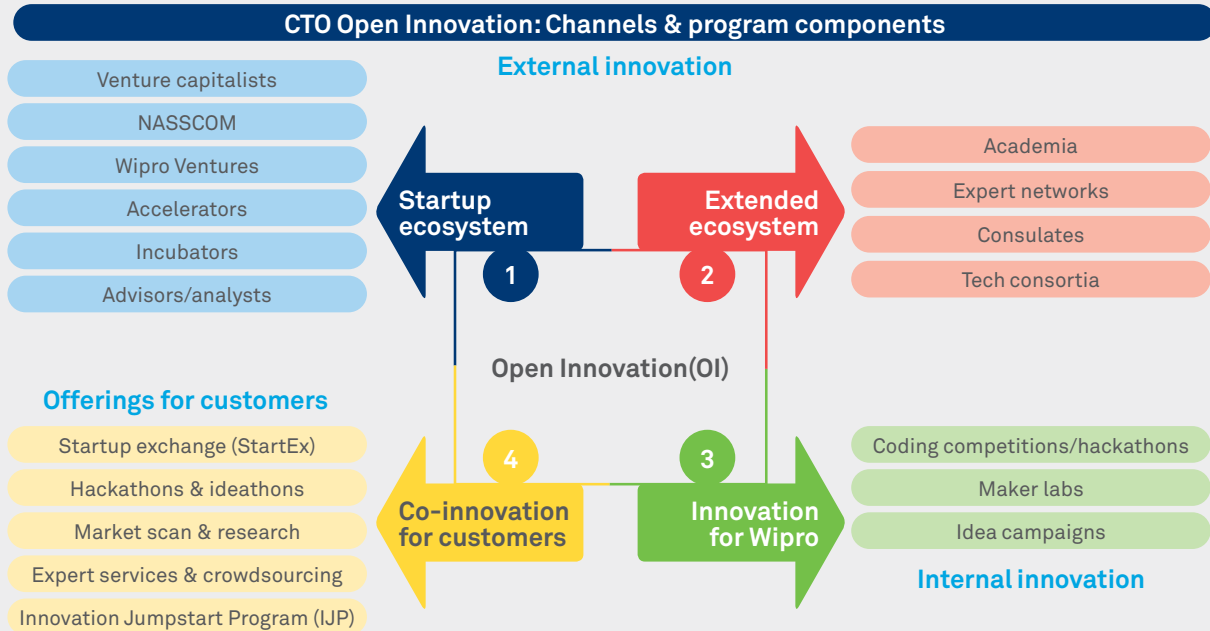 CTO Open Innovation: Channels & program components
External innovation
Venture capitalists
NASSCOM
Wipro Ventures
Accelerators
Incubators
Advisors/analysts
Startup
ecosystem
1
Extended
ecosystem
2
Academia
Expert networks
Consulates
Tech consortia
Open Innovation(OI)
Offerings for customers
Startup exchange (StartEx)
Hackathons & ideathons
Market scan & research
Expert services & crowdsourcing
Innovation Jumpstart Program (IJP)
4
Co-innovation
for customers
3
Innovation
for Wipro
Coding competitions/hackathons
Maker labs
Idea campaigns
Internal innovation